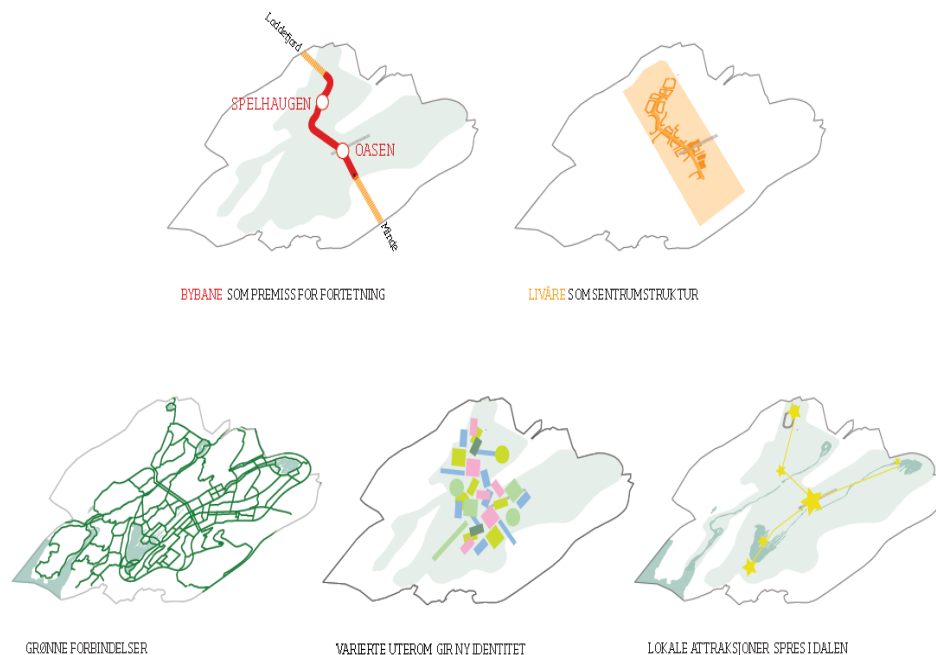 Loddefjord
SPELHAUGEN
OASEN
Minde
BYBANE SOM PREMISS FOR FORTETNING
LIVÅRE SOM SENTRUMSTRUKTUR
GRØNNE FORBINDELSER
VARIERTE UTEROM GIR NY IDENTITET
LOKALE ATTRAKSJONER SPRES I DALEN